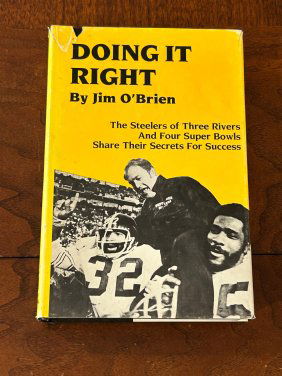 DOING IT
RIGHT
By Jim O'Brien
The Steelers of Three Rivers
And Four Super Bowls
Share Their Secrets For Success
32
5